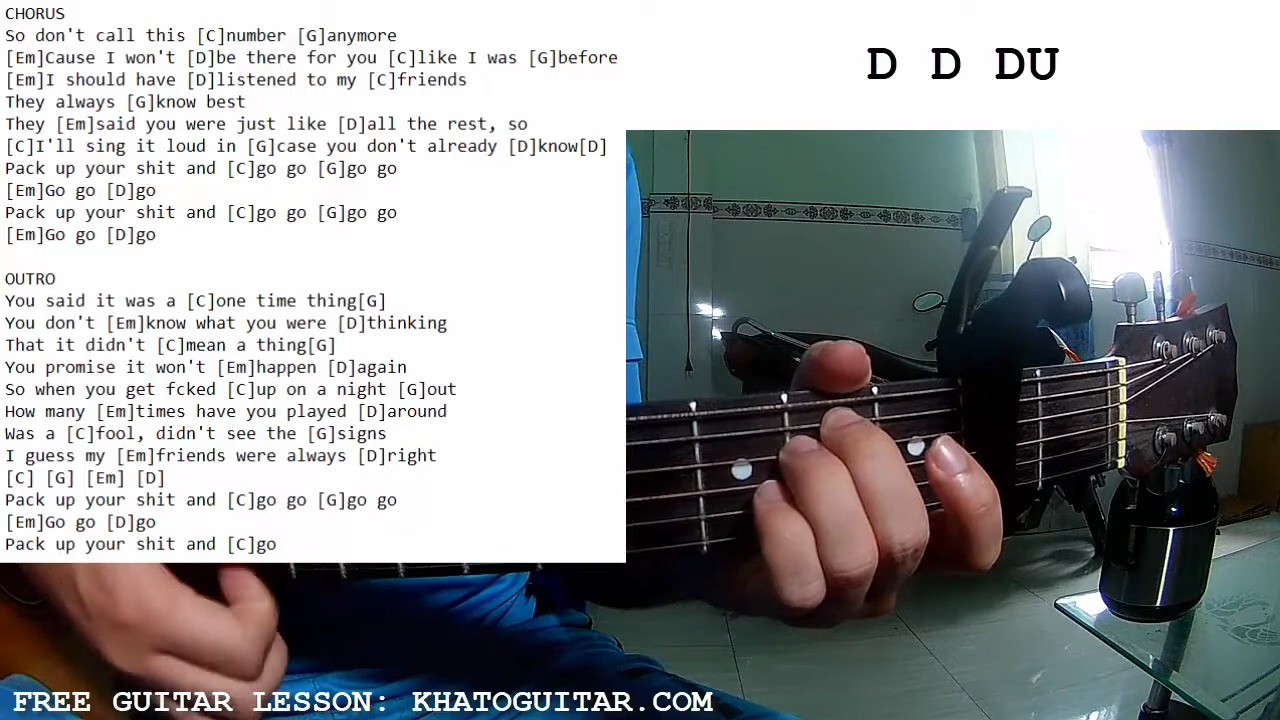 CHORUS
So don't call this [C]number [G]anymore
[Em]Cause I won't [D]be there for you [C]like I was [G]before
[Em]I should have [D]listened to my [C]friends
They always [G]know best
They [Em]said you were just like [D]all the rest, so
[C]I'll sing it loud in [G]case you don't already [D]know[D]
Pack up your shit and [C]go go [G]go go
[Em]Go go [D]go
Pack up your shit and [C]go go [G]go go
[Em]Go go [D]go
OUTRO
You said it was a [C]one time thing[G]
You don't [Em]know what you were [D]thinking
That it didn't [C]mean a thing[G]
You promise it won't [Em]happen [D]again
So when you get fcked [C]up on a night [G]out
How many [Em]times have you played [D]around
Was a [C]fool, didn't see the [G]signs
I guess my [Em]friends were always [D]right
[C] [G] [Em] [D]
Pack up your shit and [C]go go [G]go go
[Em]Go go [D]go
Pack up your shit and [C]go
D D DU
FREE GUITAR LESSON: KHATOGUITAR.COM